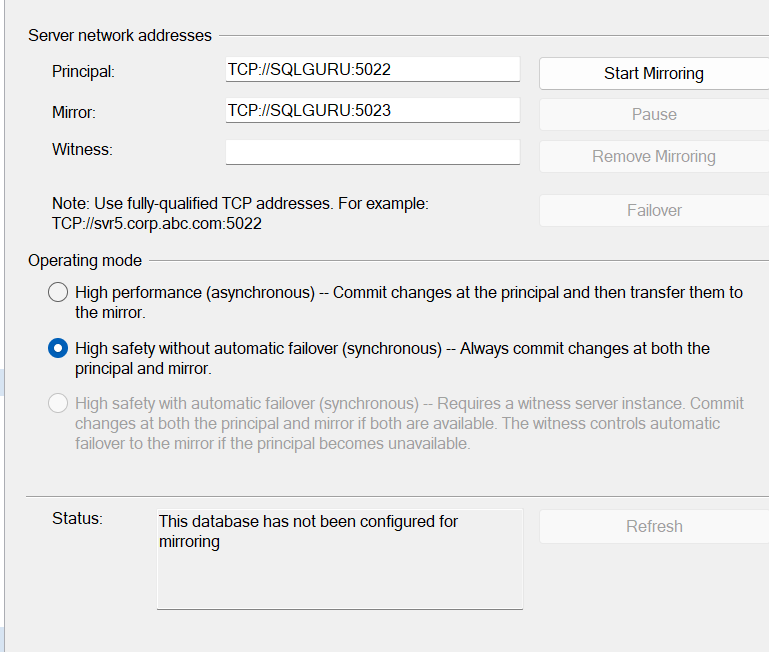 Server network addresses
Principal:
TCP://SQLGURU:5022
Start Mirroring
Mirror:
TCP://SQLGURU:5023
Pause
Witness:
Remove Mirroring
Note: Use fully-qualified TCP addresses. For example:
TCP://svr5.corp.abc.com:5022
Failover
Operating mode
High performance (asynchronous) -- Commit changes at the principal and then transfer them to
the mirror.
High safety without automatic failover (synchronous) -- Always commit changes at both the
principal and mirror.
High safety with automatic failover (synchronous) -- Requires a witness server instance. Commit
changes at both the principal and mirror if both are available. The witness controls automatic
failover to the mirror if the principal becomes unavailable.
Status:
This database has not been configured for
mirroring
Refresh